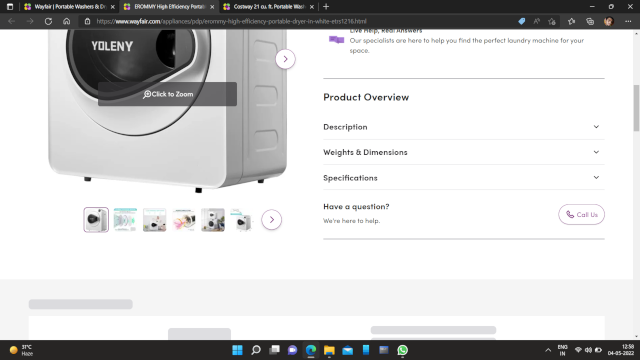 Wayfair | Portable Washers & Dr
EROMMY High Efficiency Portabl
Costway 2.1 cu. ft. Portable Wash
https://www.wayfair.com/appliances/pdp/erommy-high-efficiency-portable-dryer-in-white-etrs1218.html
YOLENY
Click to Zoom
Live Help, Real Answers
Our specialists are here to help you find the perfect laundry machine for your
space.
Product Overview
Description
Weights & Dimensions
Specifications
Have a question?
We're here to help.
Call Us
31°C
Haze
ENG
IN
12:58
04-05-2022